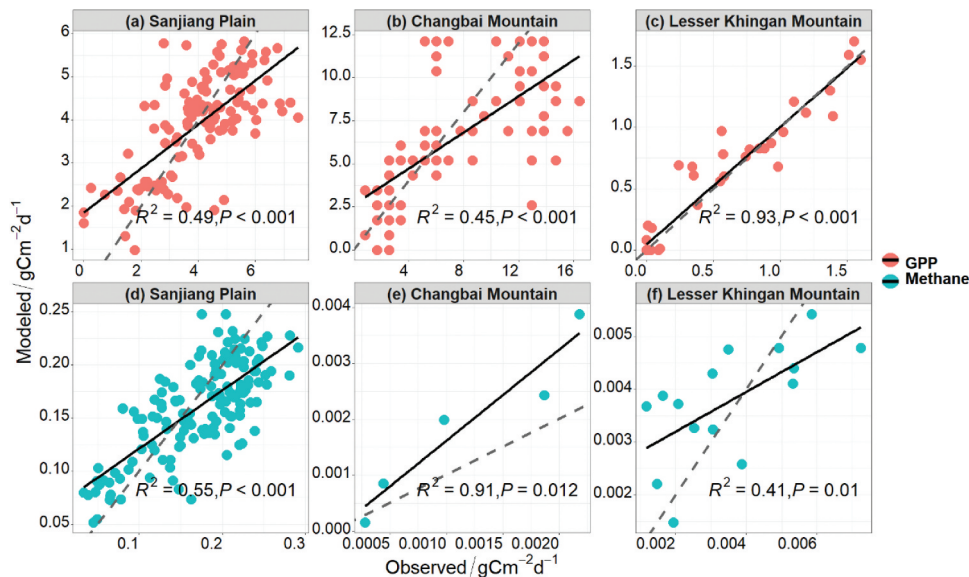 (a) Sanjiang Plain
(b) Changbai Mountain
(c) Lesser Khingan Mountain
6
5
4
3
2
1
0 2 4 6
R² = 0.49, P < 0.001
12.5
10.0
7.5
5.0
2.5
0.0
4 8 12 16
R² = 0.45, P < 0.001
1.5
1.0
0.5
0.0
0.0 0.5 1.0 1.5
R² = 0.93, P < 0.001
GPP
Methane
Modeled/gCm⁻²d⁻¹
(d) Sanjiang Plain
(e) Changbai Mountain
(f) Lesser Khingan Mountain
0.25
0.20
0.15
0.10
0.05
0.1 0.2 0.3
R² = 0.55, P < 0.001
0.004
0.003
0.002
0.001
0.000
0.0005 0.0010 0.0015 0.0020
R² = 0.91, P = 0.012
0.005
0.004
0.003
0.002
0.002 0.004 0.006
R² = 0.41, P = 0.01
Observed/gCm⁻²d⁻¹